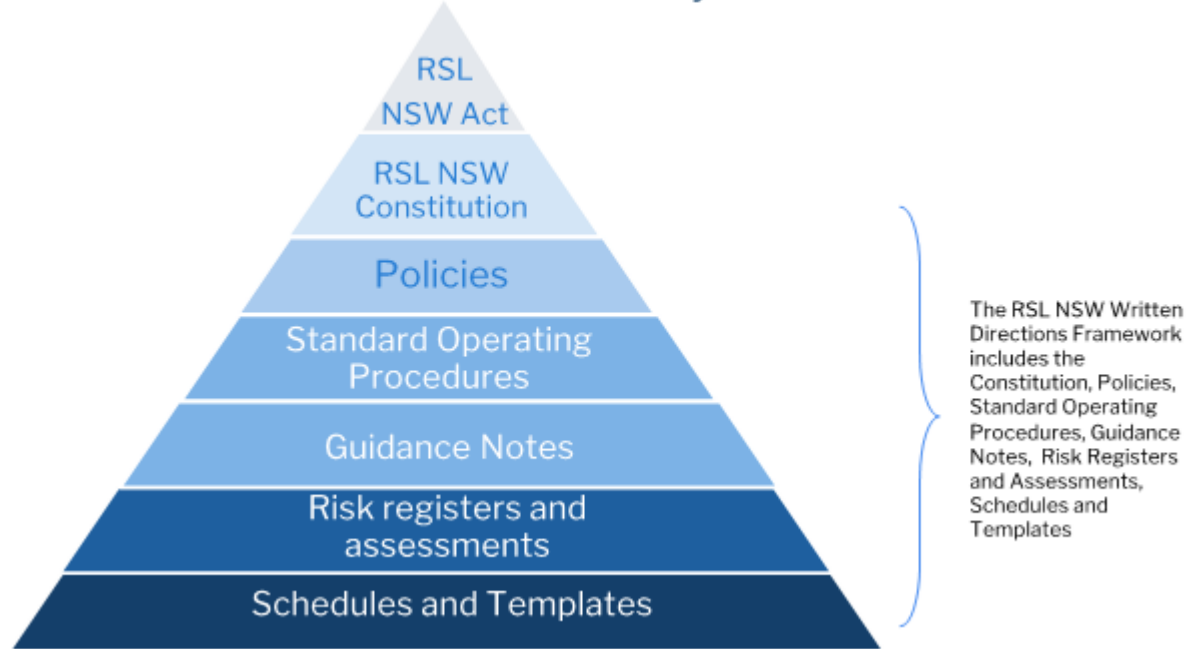 RSL
NSW Act
RSL NSW
Constitution
Policies
Standard Operating
Procedures
Guidance Notes
Risk registers and
assessments
Schedules and Templates
The RSL NSW Written
Directions Framework
includes the
Constitution, Policies,
Standard Operating
Procedures, Guidance
Notes, Risk Registers
and Assessments,
Schedules and
Templates